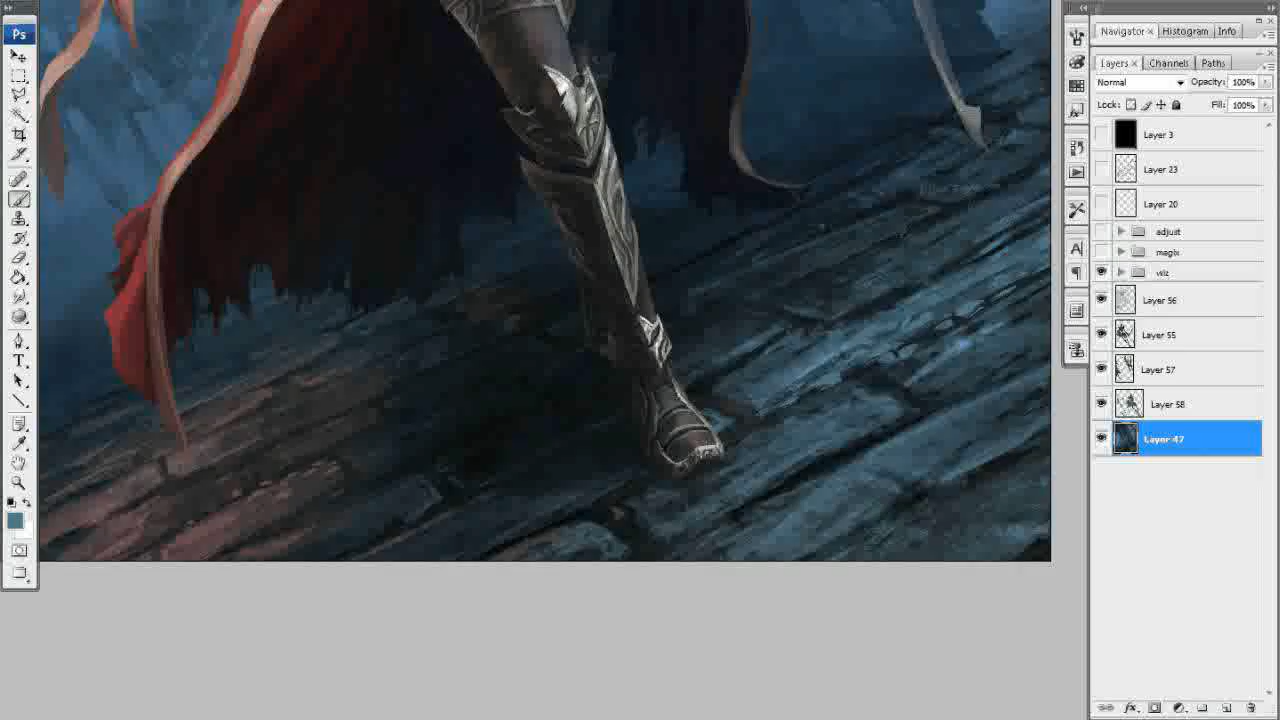 Ps
Navigator × Histogram Info
Layers × Channels Paths
Normal Opacity: 100%
Lock: Fill: 100%
Layer 3
Layer 23
Layer 20
adjust
magix
Layer 56
Layer 55
Layer 57
Layer 58
Layer 47
T
A